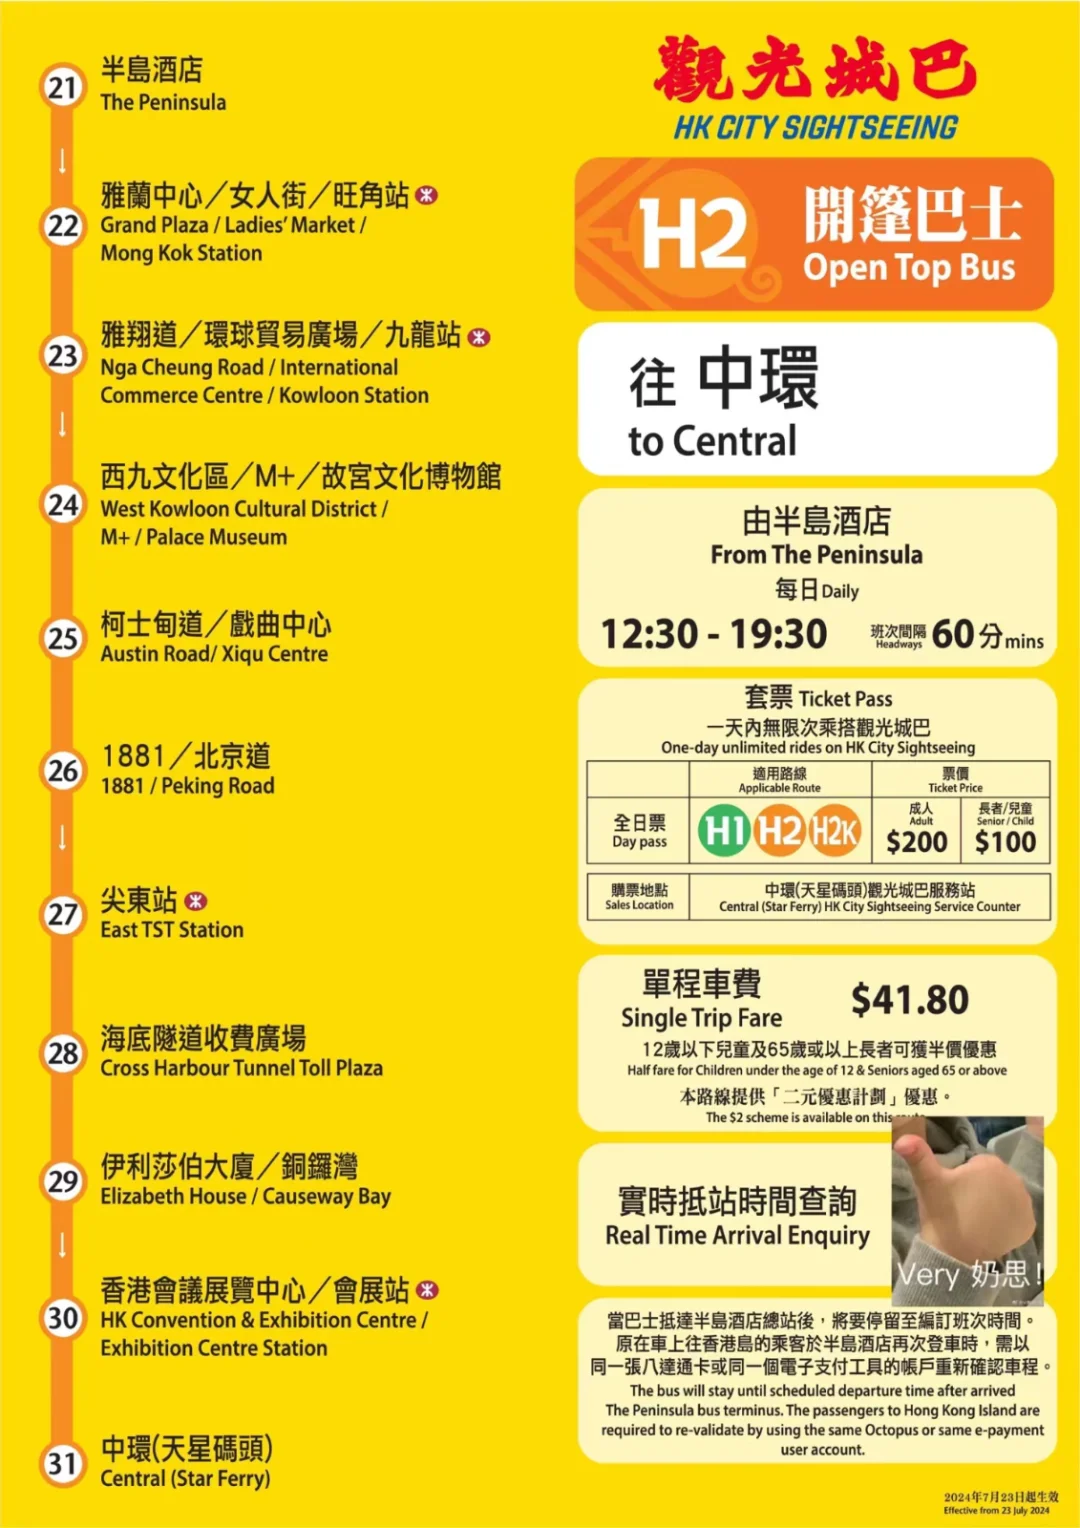 21
半島酒店
The Peninsula
22
雅蘭中心／女人街／旺角站
Grand Plaza / Ladies' Market /
Mong Kok Station
23
雅翔道／環球貿易廣場／九龍站
Nga Cheung Road / International
Commerce Centre / Kowloon Station
24
西九文化區／M+／故宮文化博物館
West Kowloon Cultural District /
M+ / Palace Museum
25
柯士甸道／戲曲中心
Austin Road/ Xiqu Centre
26
1881／北京道
1881 / Peking Road
27
尖東站
East TST Station
28
海底隧道收費廣場
Cross Harbour Tunnel Toll Plaza
29
伊利莎伯大廈／銅鑼灣
Elizabeth House / Causeway Bay
30
香港會議展覽中心／會展站
HK Convention & Exhibition Centre /
Exhibition Centre Station
31
中環(天星碼頭)
Central (Star Ferry)
觀光城巴
HK CITY SIGHTSEEING
H2
開篷巴士
Open Top Bus
往 中環
to Central
由半島酒店
From The Peninsula
每日 Daily
12:30 - 19:30 班次間隔 Headways 60 分 mins
套票 Ticket Pass
一天內無限次乘搭觀光城巴
One-day unlimited rides on HK City Sightseeing
適用路線
Applicable Route
票價
Ticket Price
全日票
Day pass
H1 H2 H2K
成人
Adult
$200
長者/兒童
Senior / Child
$100
購票地點
Sales Location
中環(天星碼頭)觀光城巴服務站
Central (Star Ferry) HK City Sightseeing Service Counter
單程車費
Single Trip Fare
$41.80
12歲以下兒童及65歲或以上長者可獲半價優惠
Half fare for Children under the age of 12 & Seniors aged 65 or above
本路線提供「二元優惠計劃」優惠。
The $2 scheme is available on this
實時抵站時間查詢
Real Time Arrival Enquiry
Very 奶思!
當巴士抵達半島酒店總站後，將要停留至編訂班次時間。
原在車上往香港島的乘客於半島酒店再次登車時，需以
同一張八達通卡或同一個電子支付工具的帳戶重新確認車程。
The bus will stay until scheduled departure time after arrived
The Peninsula bus terminus. The passengers to Hong Kong Island are
required to re-validate by using the same Octopus or same e-payment
user account.
2024年7月23日起生效
Effective from 23 July 2024